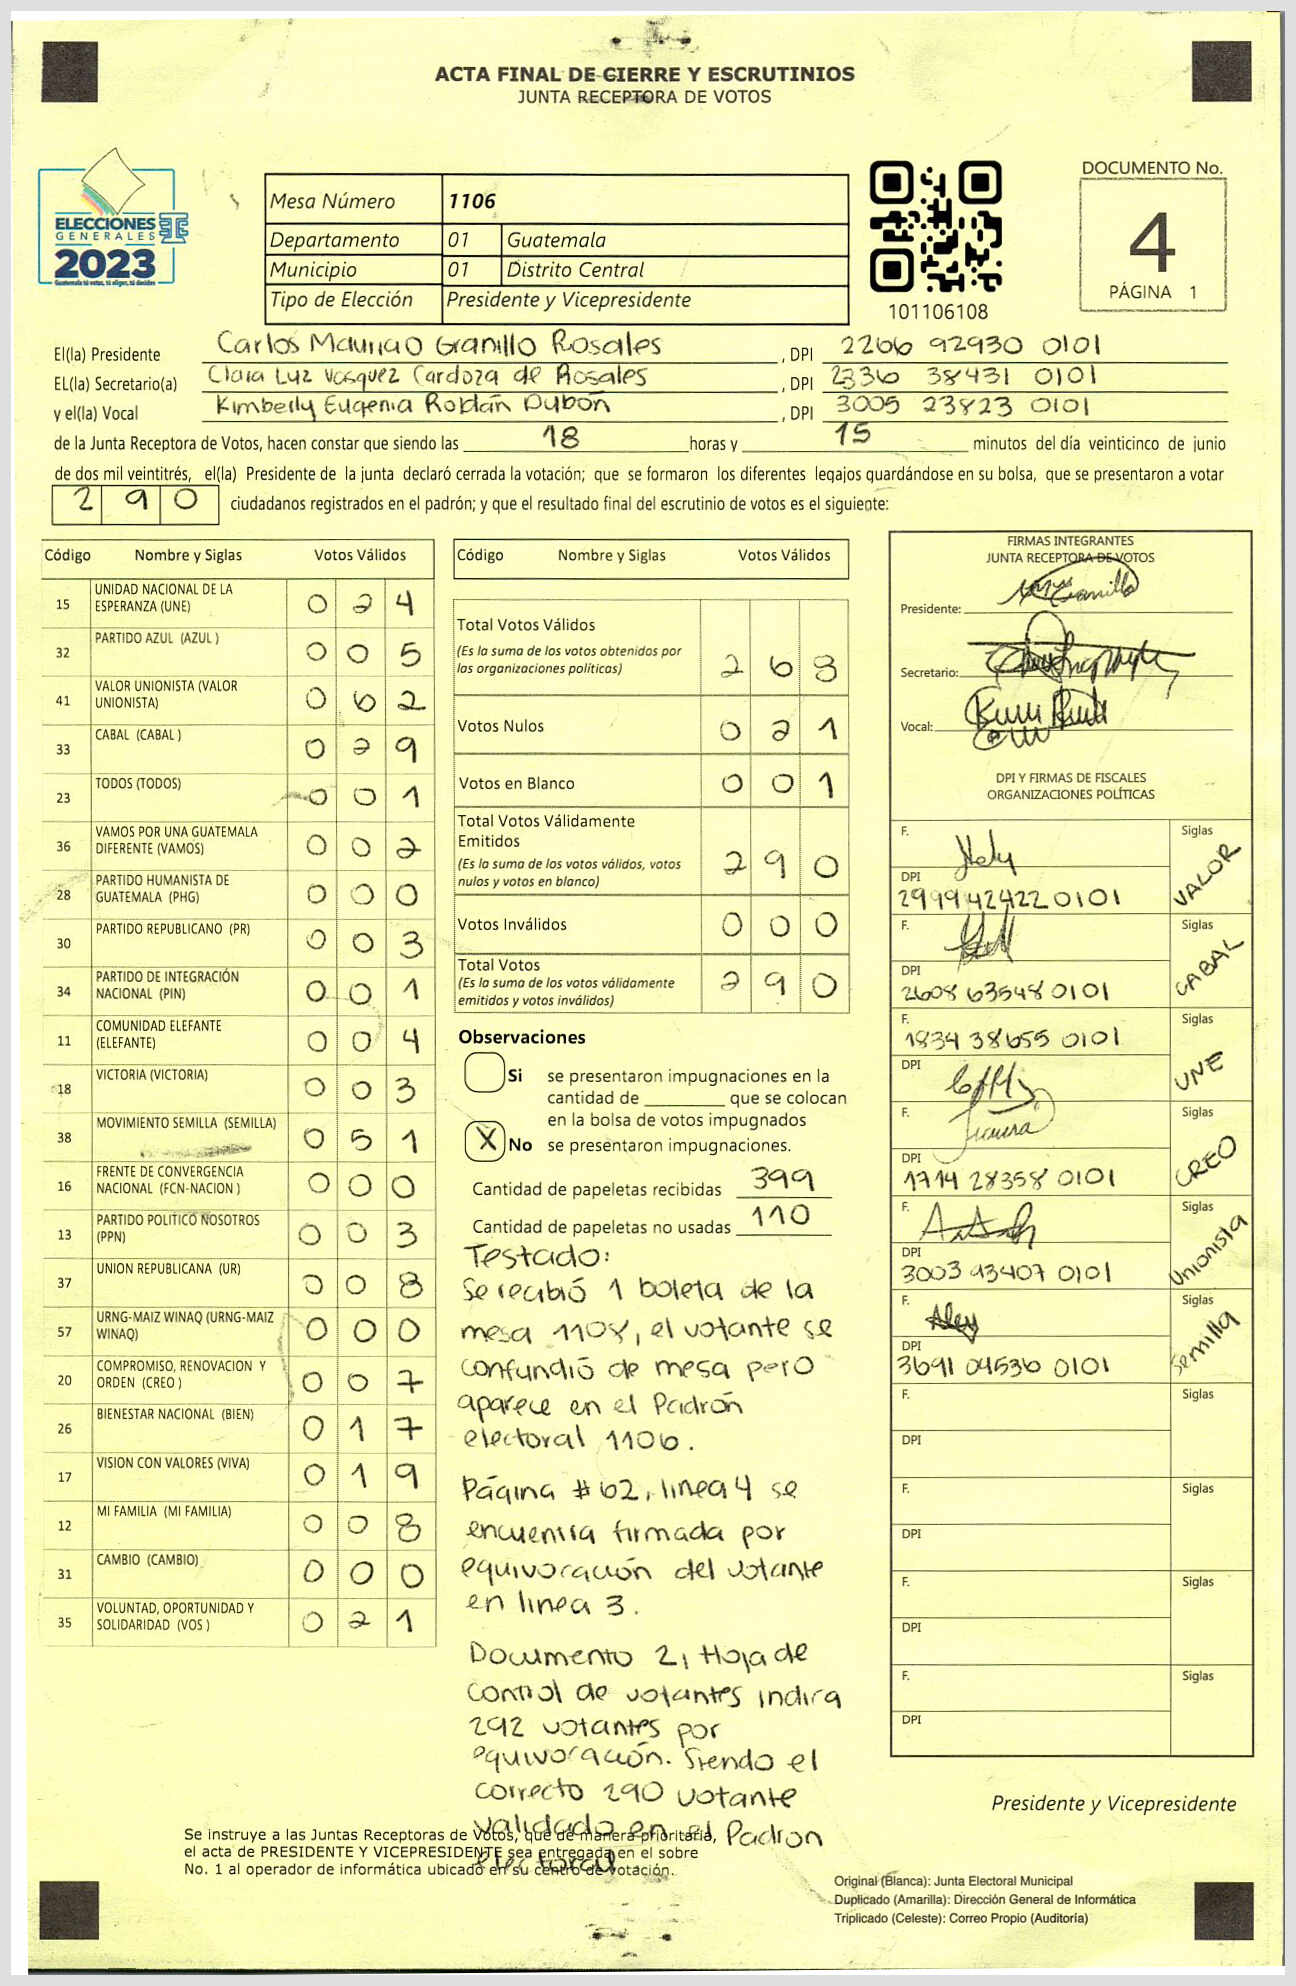 ACTA FINAL DE CIERRE Y ESCRUTINIOS
JUNTA RECEPTORA DE VOTOS
ELECCIONES
GENERALES
2023
Guatemala tú votas, tú eliges, tú decides
Mesa Número 1106
Departamento 01 Guatemala
Municipio 01 Distrito Central
Tipo de Elección Presidente y Vicepresidente
101106108
DOCUMENTO No.
4
PÁGINA 1
El(la) Presidente Carlos Mauricio Granillo Rosales, DPI 2266 92930 0101
EL(la) Secretario(a) Clara Luz Vasquez Cardoza de Rosales, DPI 2336 38431 0101
y el(la) Vocal Kimberly Eugenia Roldán Dubón, DPI 3005 23823 0101
de la Junta Receptora de Votos, hacen constar que siendo las 18 horas y 15 minutos del día veinticinco de junio
de dos mil veintitrés, el(la) Presidente de la junta declaró cerrada la votación; que se formaron los diferentes legajos guardándose en su bolsa, que se presentaron a votar
290 ciudadanos registrados en el padrón; y que el resultado final del escrutinio de votos es el siguiente:
Código Nombre y Siglas Votos Válidos
15 UNIDAD NACIONAL DE LA
ESPERANZA (UNE) 0 2 4
32 PARTIDO AZUL (AZUL ) 0 0 5
41 VALOR UNIONISTA (VALOR
UNIONISTA) 0 6 2
33 CABAL (CABAL ) 0 2 9
23 TODOS (TODOS) 0 0 1
36 VAMOS POR UNA GUATEMALA
DIFERENTE (VAMOS) 0 0 2
28 PARTIDO HUMANISTA DE
GUATEMALA (PHG) 0 0 0
30 PARTIDO REPUBLICANO (PR) 0 0 3
34 PARTIDO DE INTEGRACIÓN
NACIONAL (PIN) 0 0 1
11 COMUNIDAD ELEFANTE
(ELEFANTE) 0 0 4
18 VICTORIA (VICTORIA) 0 0 3
38 MOVIMIENTO SEMILLA (SEMILLA) 0 5 1
16 FRENTE DE CONVERGENCIA
NACIONAL (FCN-NACION ) 0 0 0
13 PARTIDO POLITICO NOSOTROS
(PPN) 0 0 3
37 UNION REPUBLICANA (UR) 0 0 8
57 URNG-MAIZ WINAQ (URNG-MAIZ
WINAQ) 0 0 0
20 COMPROMISO, RENOVACION Y
ORDEN (CREO ) 0 0 7
26 BIENESTAR NACIONAL (BIEN) 0 1 7
17 VISION CON VALORES (VIVA) 0 1 9
12 MI FAMILIA (MI FAMILIA) 0 0 8
31 CAMBIO (CAMBIO) 0 0 0
35 VOLUNTAD, OPORTUNIDAD Y
SOLIDARIDAD (VOS ) 0 2 1
Código Nombre y Siglas Votos Válidos
Total Votos Válidos
(Es la suma de los votos obtenidos por
las organizaciones políticas) 2 6 8
Votos Nulos 0 2 1
Votos en Blanco 0 0 1
Total Votos Válidamente
Emitidos
(Es la suma de los votos válidos, votos
nulos y votos en blanco) 2 9 0
Votos Inválidos 0 0 0
Total Votos
(Es la suma de los votos válidamente
emitidos y votos inválidos) 2 9 0
Observaciones
Si se presentaron impugnaciones en la
cantidad de ________ que se colocan
en la bolsa de votos impugnados
X No se presentaron impugnaciones.
Cantidad de papeletas recibidas 399
Cantidad de papeletas no usadas 110
Testado:
Se recibió 1 boleta de la
mesa 1108, el votante se
confundió de mesa pero
aparece en el Padrón
electoral 1106.
Página #62, linea 4 se
encuentra firmada por
equivocación del votante
en linea 3.
Documento 2, Hoja de
control de votantes indica
292 votantes por
equivocación. Siendo el
correcto 290 votante
validado en el Padron
electoral
FIRMAS INTEGRANTES
JUNTA RECEPTORA DE VOTOS
Presidente:
Secretario:
Vocal:
DPI Y FIRMAS DE FISCALES
ORGANIZACIONES POLÍTICAS
F. Siglas
DPI VALOR
2999 42422 0101
F. Siglas
DPI CABAL
2608 63548 0101
F. Siglas
1834 38655 0101
DPI UNE
F. Siglas
DPI CREO
1714 28358 0101
F. Siglas
DPI Unionista
3003 93407 0101
F. Siglas
DPI Semilla
3691 04536 0101
F. Siglas
DPI
F. Siglas
DPI
F. Siglas
DPI
F. Siglas
DPI
Presidente y Vicepresidente
Se instruye a las Juntas Receptoras de Votos, que de manera prioritaria,
el acta de PRESIDENTE Y VICEPRESIDENTE sea entregada en el sobre
No. 1 al operador de informática ubicado en su centro de votación.
Original (Blanca): Junta Electoral Municipal
Duplicado (Amarilla): Dirección General de Informática
Triplicado (Celeste): Correo Propio (Auditoría)